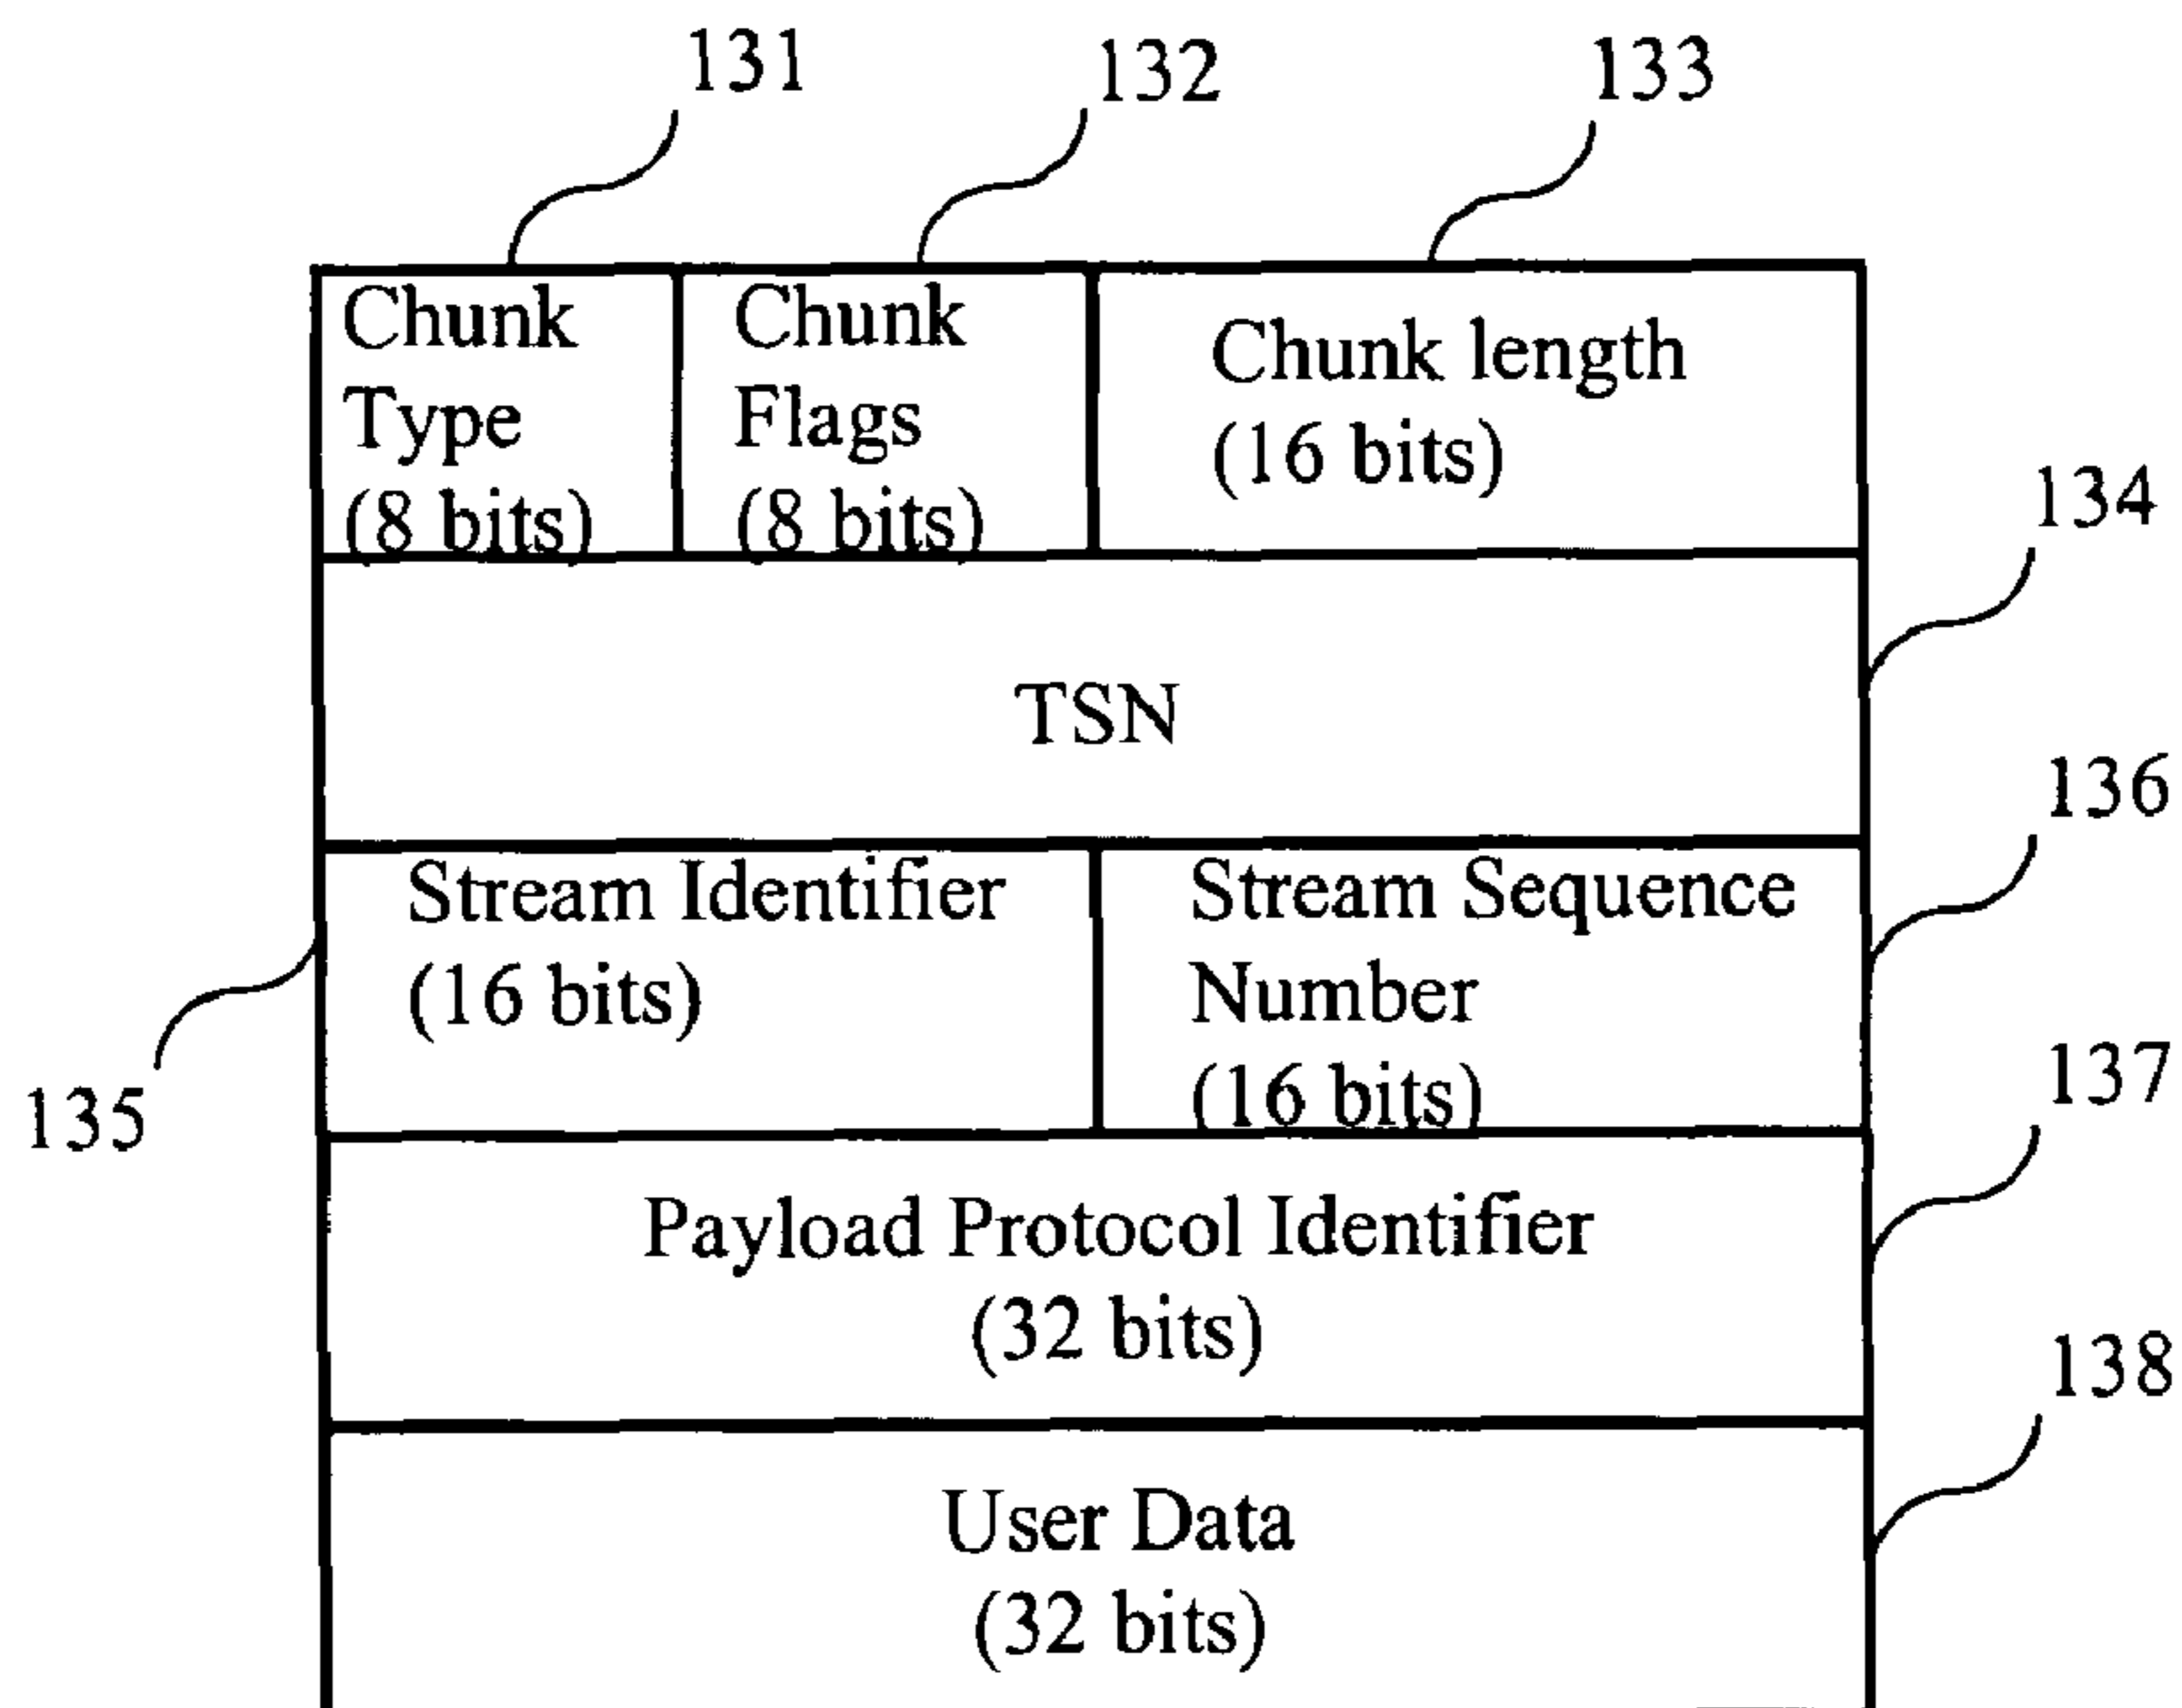 131
132
133
Chunk
Type
(8 bits)
Chunk
Flags
(8 bits)
Chunk length
(16 bits)
134
TSN
136
Stream Identifier
(16 bits)
Stream Sequence
Number
(16 bits)
135
137
Payload Protocol Identifier
(32 bits)
138
User Data
(32 bits)